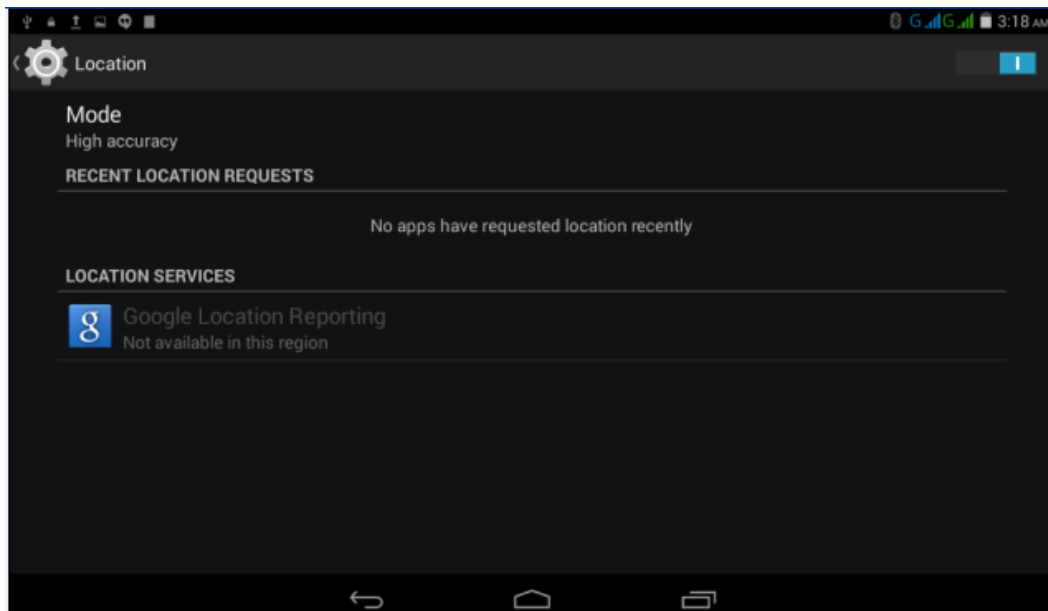 G G 3:18 AM
Location
Mode
High accuracy
RECENT LOCATION REQUESTS
No apps have requested location recently
LOCATION SERVICES
g Google Location Reporting
Not available in this region